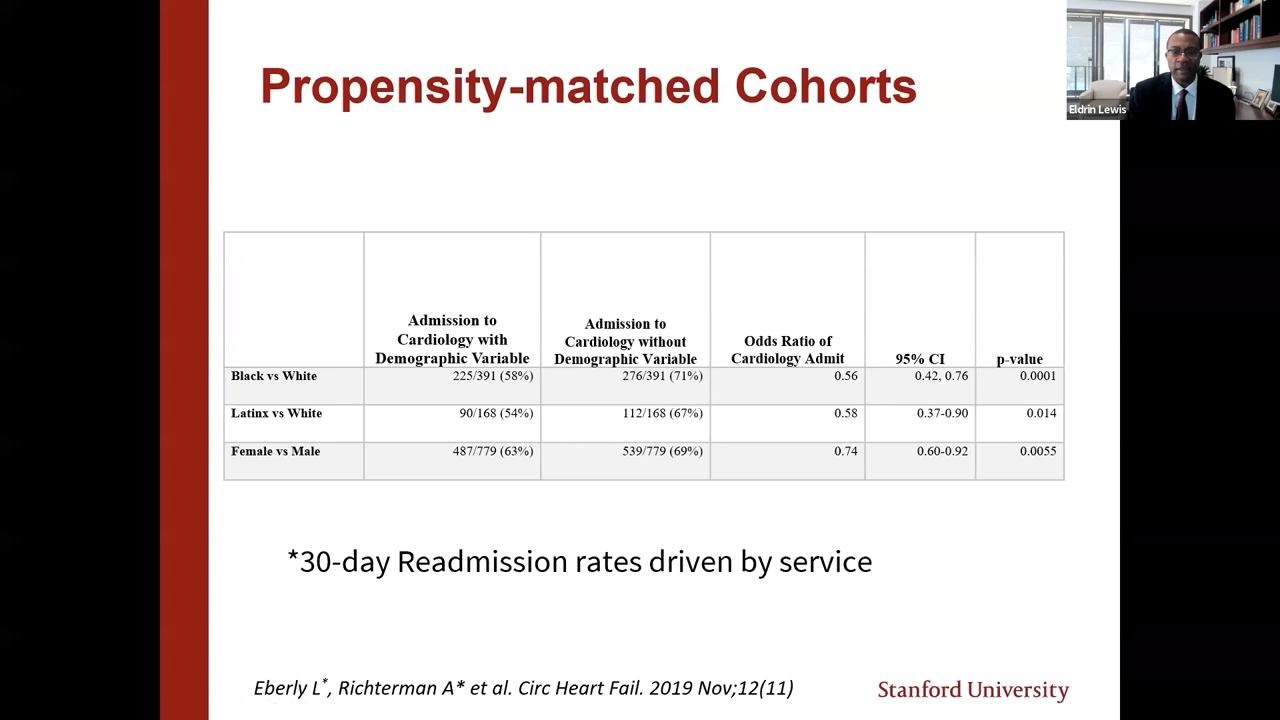 Propensity-matched Cohorts
Eldrin Lewis
Admission to
Cardiology with
Demographic Variable
Admission to
Cardiology without
Demographic Variable
Odds Ratio of
Cardiology Admit
95% CI
p-value
Black vs White 225/391 (58%) 276/391 (71%) 0.56 0.42, 0.76 0.0001
Latinx vs White 90/168 (54%) 112/168 (67%) 0.58 0.37-0.90 0.014
Female vs Male 487/779 (63%) 539/779 (69%) 0.74 0.60-0.92 0.0055
*30-day Readmission rates driven by service
Eberly L*, Richterman A* et al. Circ Heart Fail. 2019 Nov;12(11)
Stanford University